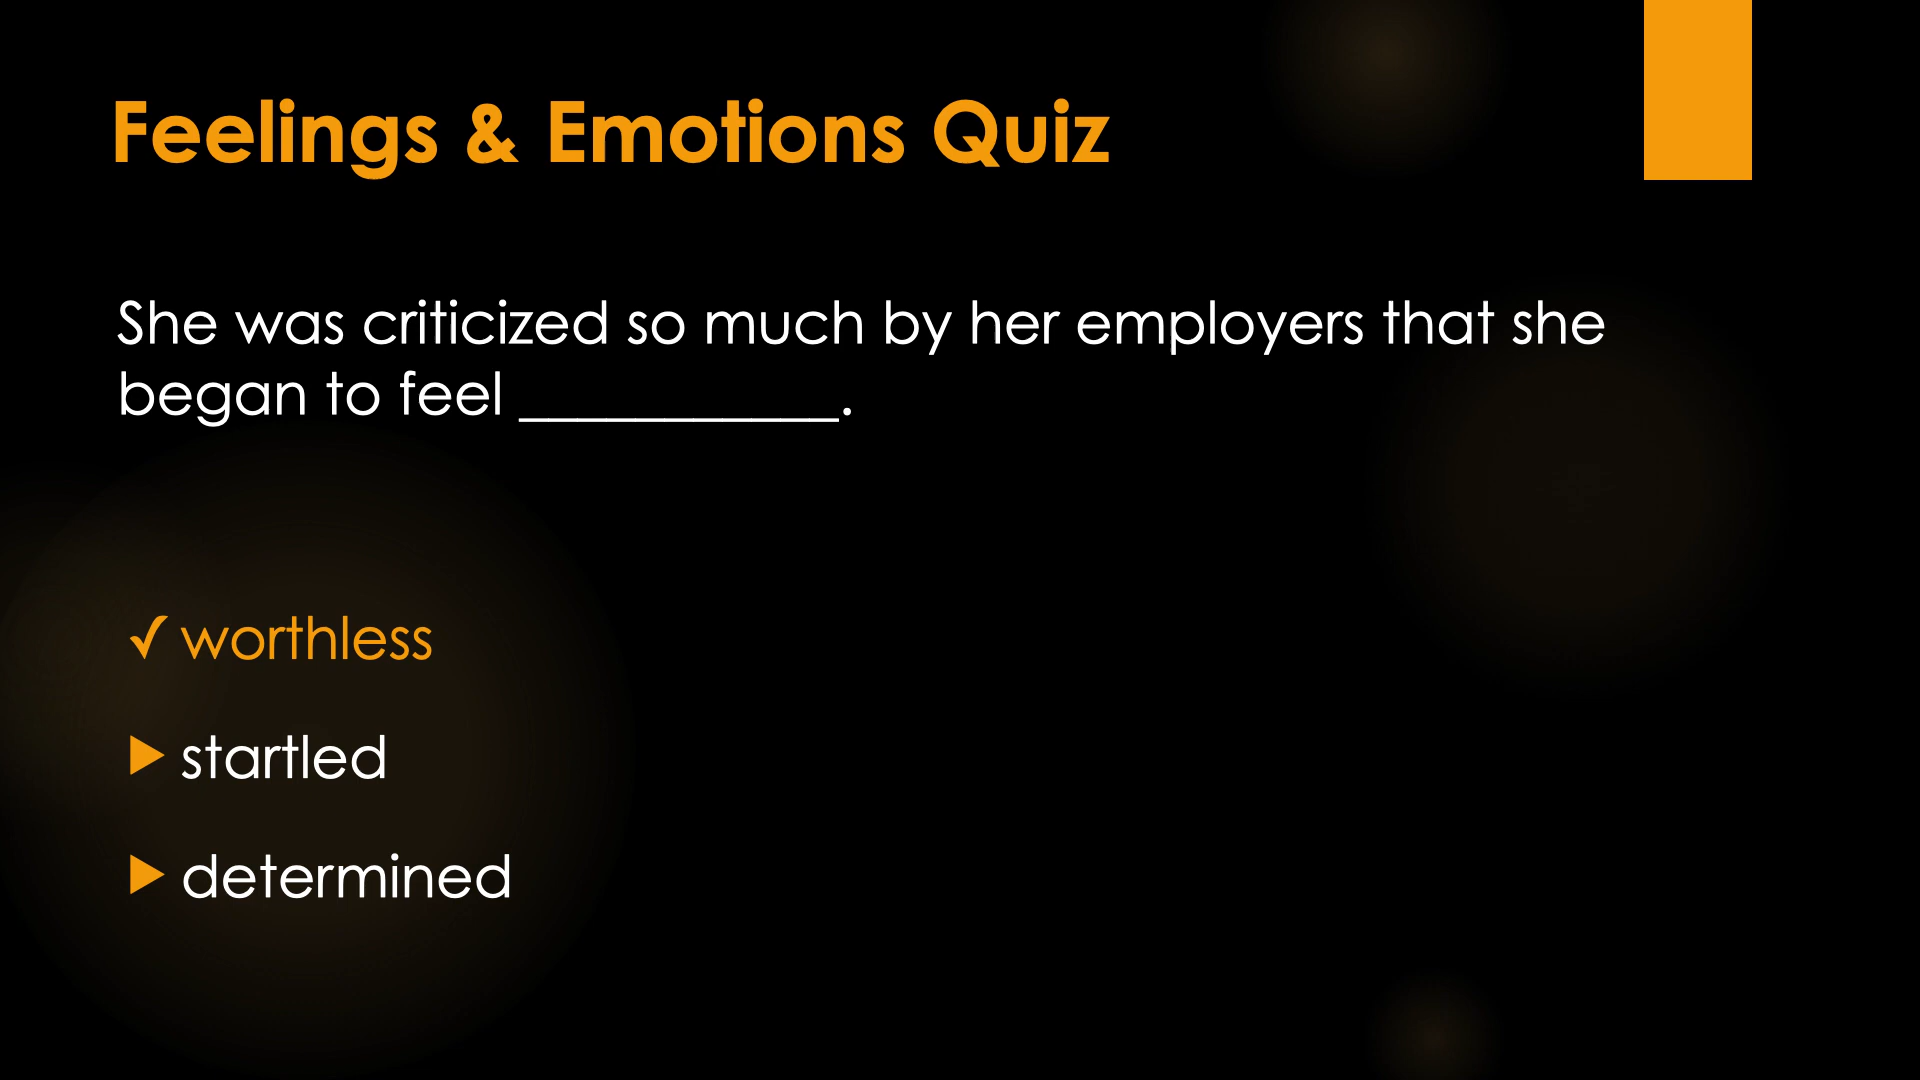 Feelings & Emotions Quiz
She was criticized so much by her employers that she
began to feel ___________.
✓ worthless
▶ startled
▶ determined